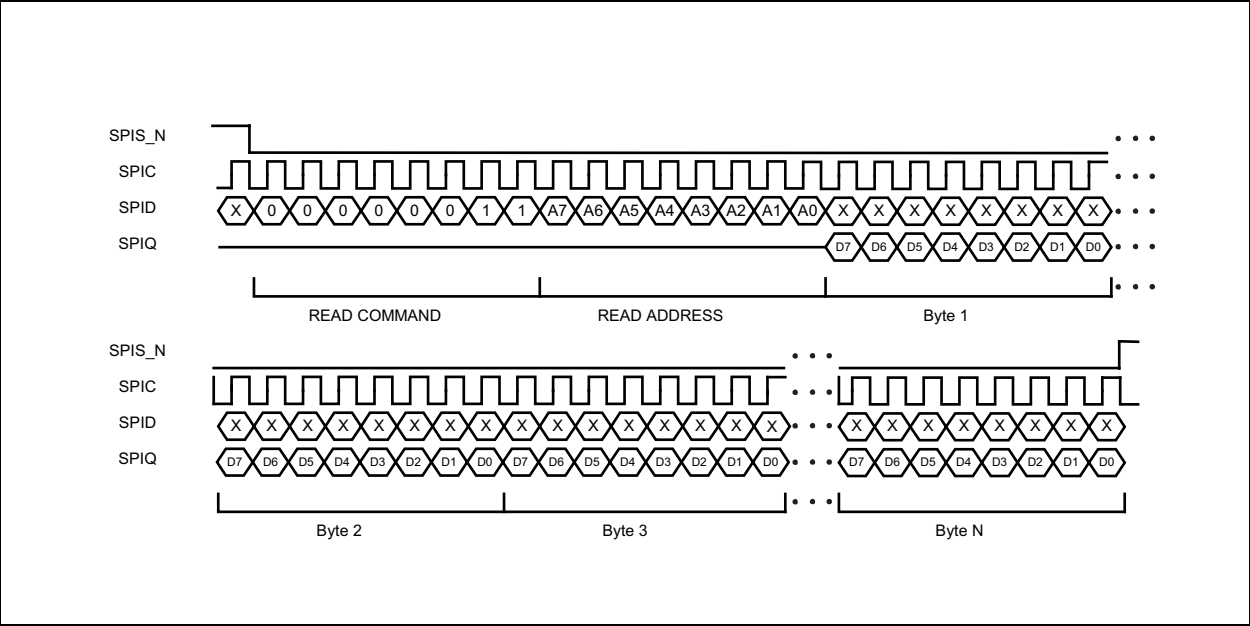 SPIS_N . . .
SPIC . . .
SPID X 0 0 0 0 0 0 1 1 A7 A6 A5 A4 A3 A2 A1 A0 X X X X X X X X . . .
SPIQ D7 D6 D5 D4 D3 D2 D1 D0 . . .
. . .
READ COMMAND READ ADDRESS Byte 1
SPIS_N . . .
SPIC . . .
SPID X X X X X X X X X X X X X X X X . . . X X X X X X X X
SPIQ D7 D6 D5 D4 D3 D2 D1 D0 D7 D6 D5 D4 D3 D2 D1 D0 . . . D7 D6 D5 D4 D3 D2 D1 D0
. . .
Byte 2 Byte 3 Byte N